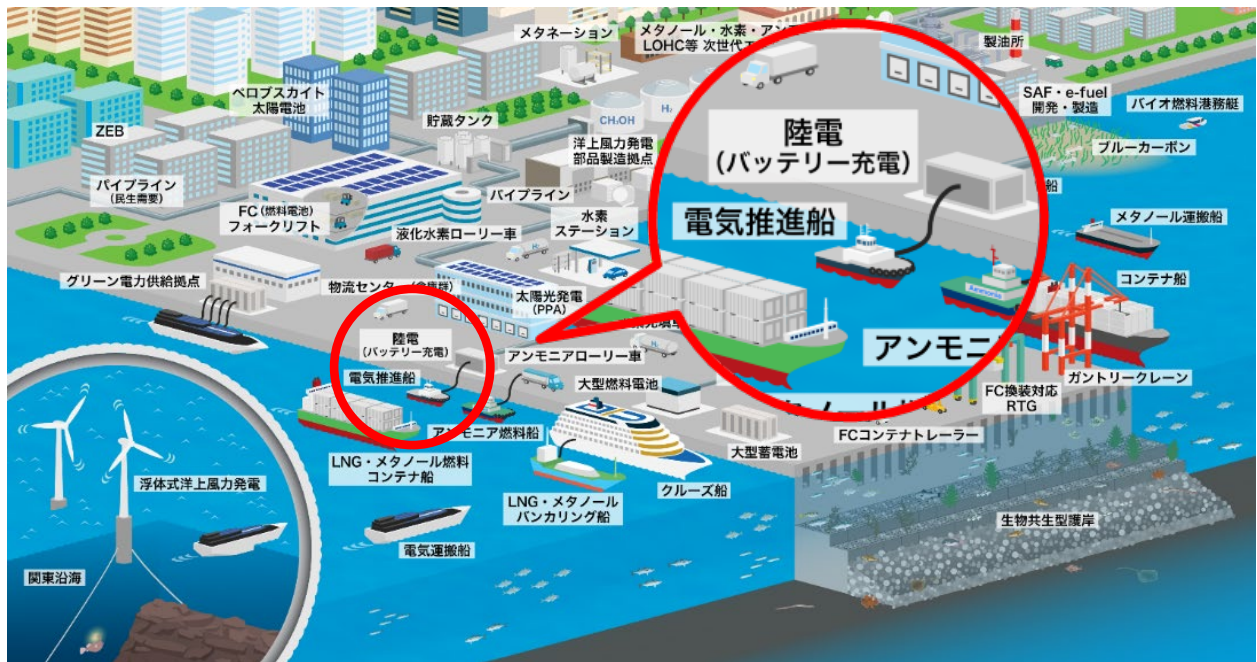 メタネーション
メタノール・水素・アン
LOHC等 次世代エ
製油所
ペロブスカイト
太陽電池
ZEB
貯蔵タンク
CH₃OH
H₂
洋上風力発電
部品製造拠点
SAF・e-fuel
開発・製造
バイオ燃料港務艇
ブルーカーボン
パイプライン
(民生需要)
FC(燃料電池)
フォークリフト
パイプライン
液化水素ローリー車
水素
ステーション
H₂
陸電
(バッテリー充電)
電気推進船
船
メタノール運搬船
コンテナ船
グリーン電力供給拠点
物流センター(倉庫群)
太陽光発電
(PPA)
陸電
(バッテリー充電)
電気推進船
アンモニアローリー車
アンモニ
ガントリークレーン
大型燃料電池
FC換装対応
RTG
アンモニア燃料船
FCコンテナトレーラー
大型蓄電池
LNG・メタノール燃料
コンテナ船
クルーズ船
LNG・メタノール
バンカリング船
浮体式洋上風力発電
電気運搬船
関東沿海
生物共生型護岸